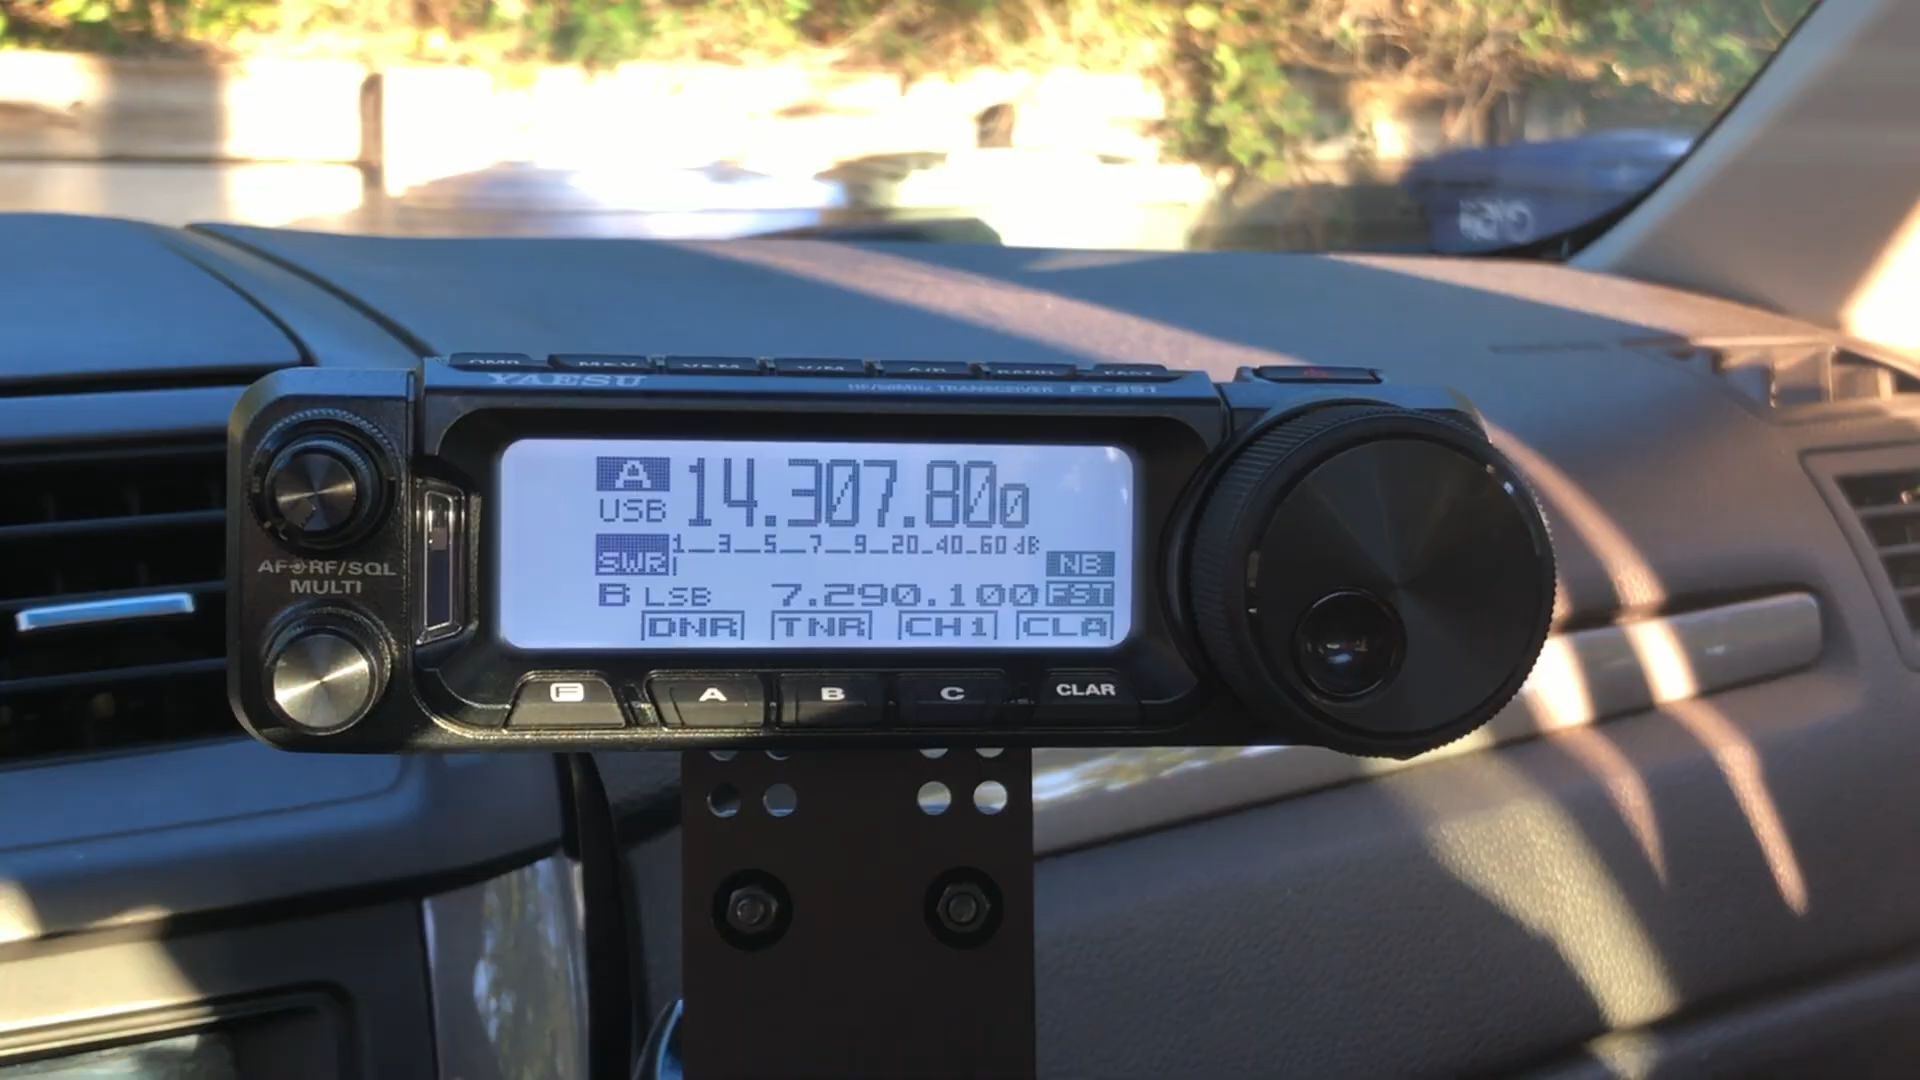 YAESU HF/50MHz TRANSCEIVER FT-891
A 14.307.800
USB
SWR 1 3 5 7 9 20 40 60 dB
NB
B LSB 7.290.100 FST
DNR TNR CH1 CLA
AF RF/SQL
MULTI
F A B C CLAR